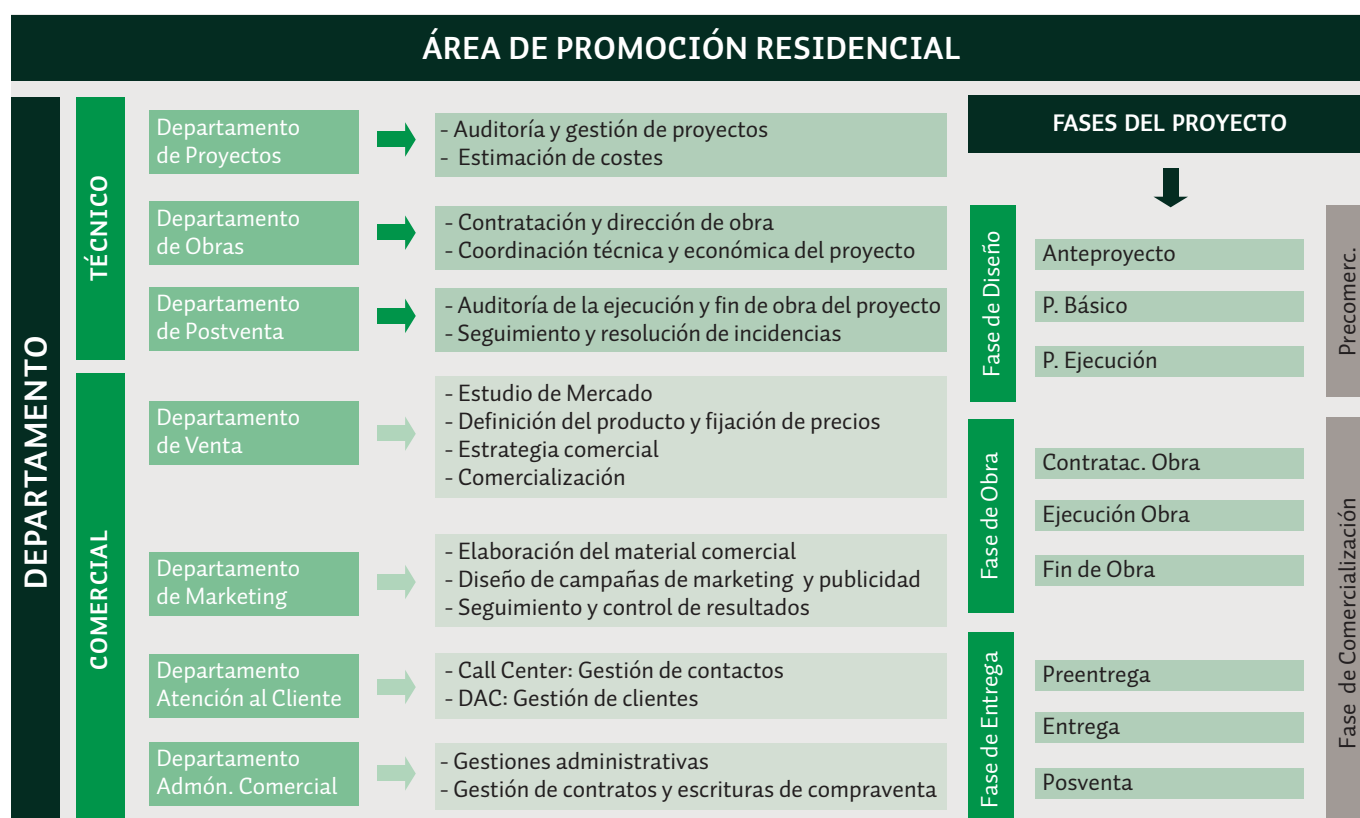 ÁREA DE PROMOCIÓN RESIDENCIAL
DEPARTAMENTO
TÉCNICO
Departamento
de Proyectos
- Auditoría y gestión de proyectos
- Estimación de costes
Departamento
de Obras
- Contratación y dirección de obra
- Coordinación técnica y económica del proyecto
Departamento
de Postventa
- Auditoría de la ejecución y fin de obra del proyecto
- Seguimiento y resolución de incidencias
COMERCIAL
Departamento
de Venta
- Estudio de Mercado
- Definición del producto y fijación de precios
- Estrategia comercial
- Comercialización
Departamento
de Marketing
- Elaboración del material comercial
- Diseño de campañas de marketing y publicidad
- Seguimiento y control de resultados
Departamento
Atención al Cliente
- Call Center: Gestión de contactos
- DAC: Gestión de clientes
Departamento
Admón. Comercial
- Gestiones administrativas
- Gestión de contratos y escrituras de compraventa
FASES DEL PROYECTO
Fase de Diseño
Anteproyecto
P. Básico
P. Ejecución
Precomerc.
Fase de Obra
Contratac. Obra
Ejecución Obra
Fin de Obra
Fase de Entrega
Preentrega
Entrega
Posventa
Fase de Comercialización